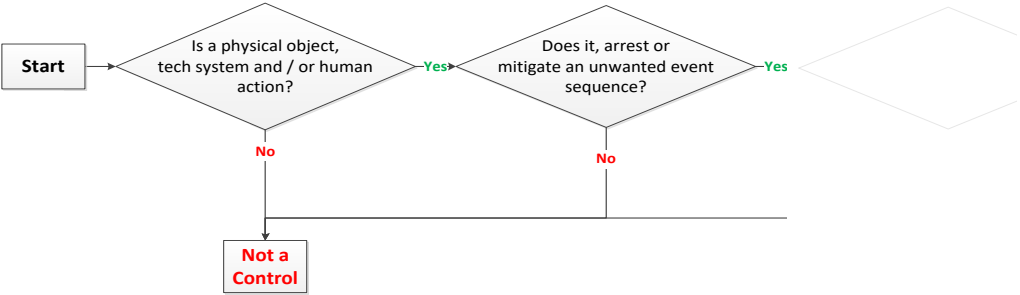 Start
Is a physical object,
tech system and / or human
action?
Yes
Does it, arrest or
mitigate an unwanted event
sequence?
Yes
No
No
Not a
Control